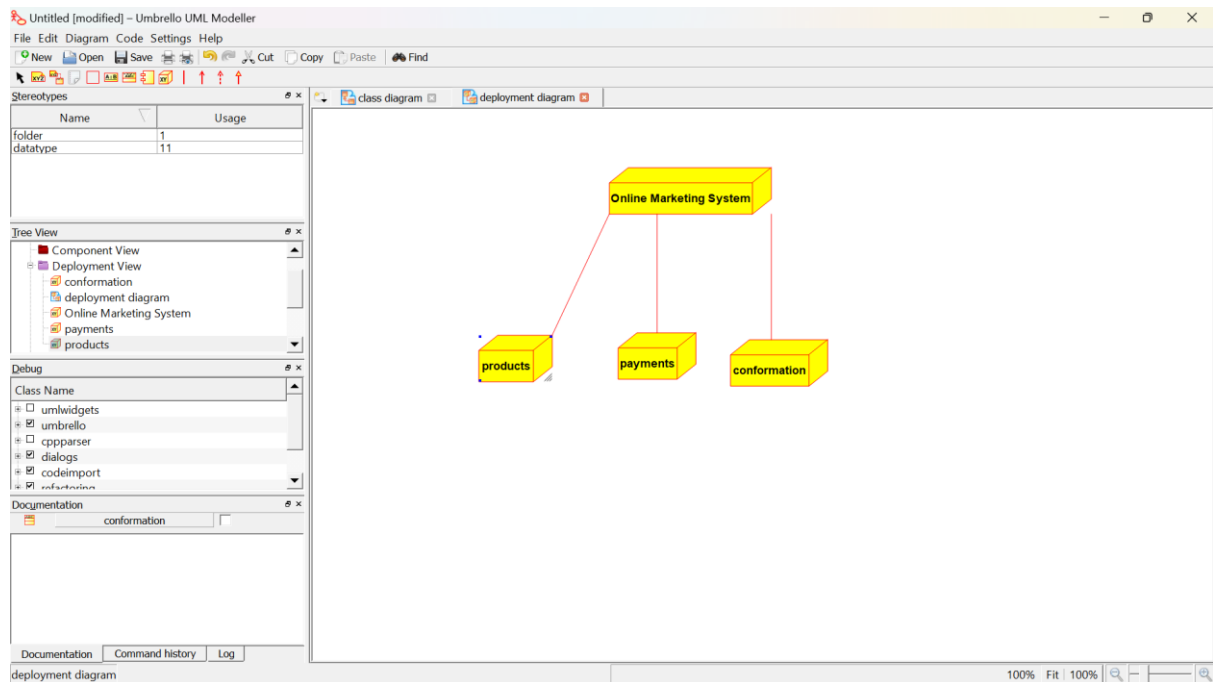 Untitled [modified] – Umbrello UML Modeller
File Edit Diagram Code Settings Help
New Open Save Cut Copy Paste Find
Stereotypes
Name Usage
folder 1
datatype 11
Tree View
Component View
Deployment View
conformation
deployment diagram
Online Marketing System
payments
products
Debug
Class Name
umlwidgets
umbrello
cppparser
dialogs
codeimport
refactoring
Documentation
conformation
Documentation Command history Log
class diagram deployment diagram
Online Marketing System
products
payments
conformation
deployment diagram
100% Fit 100%